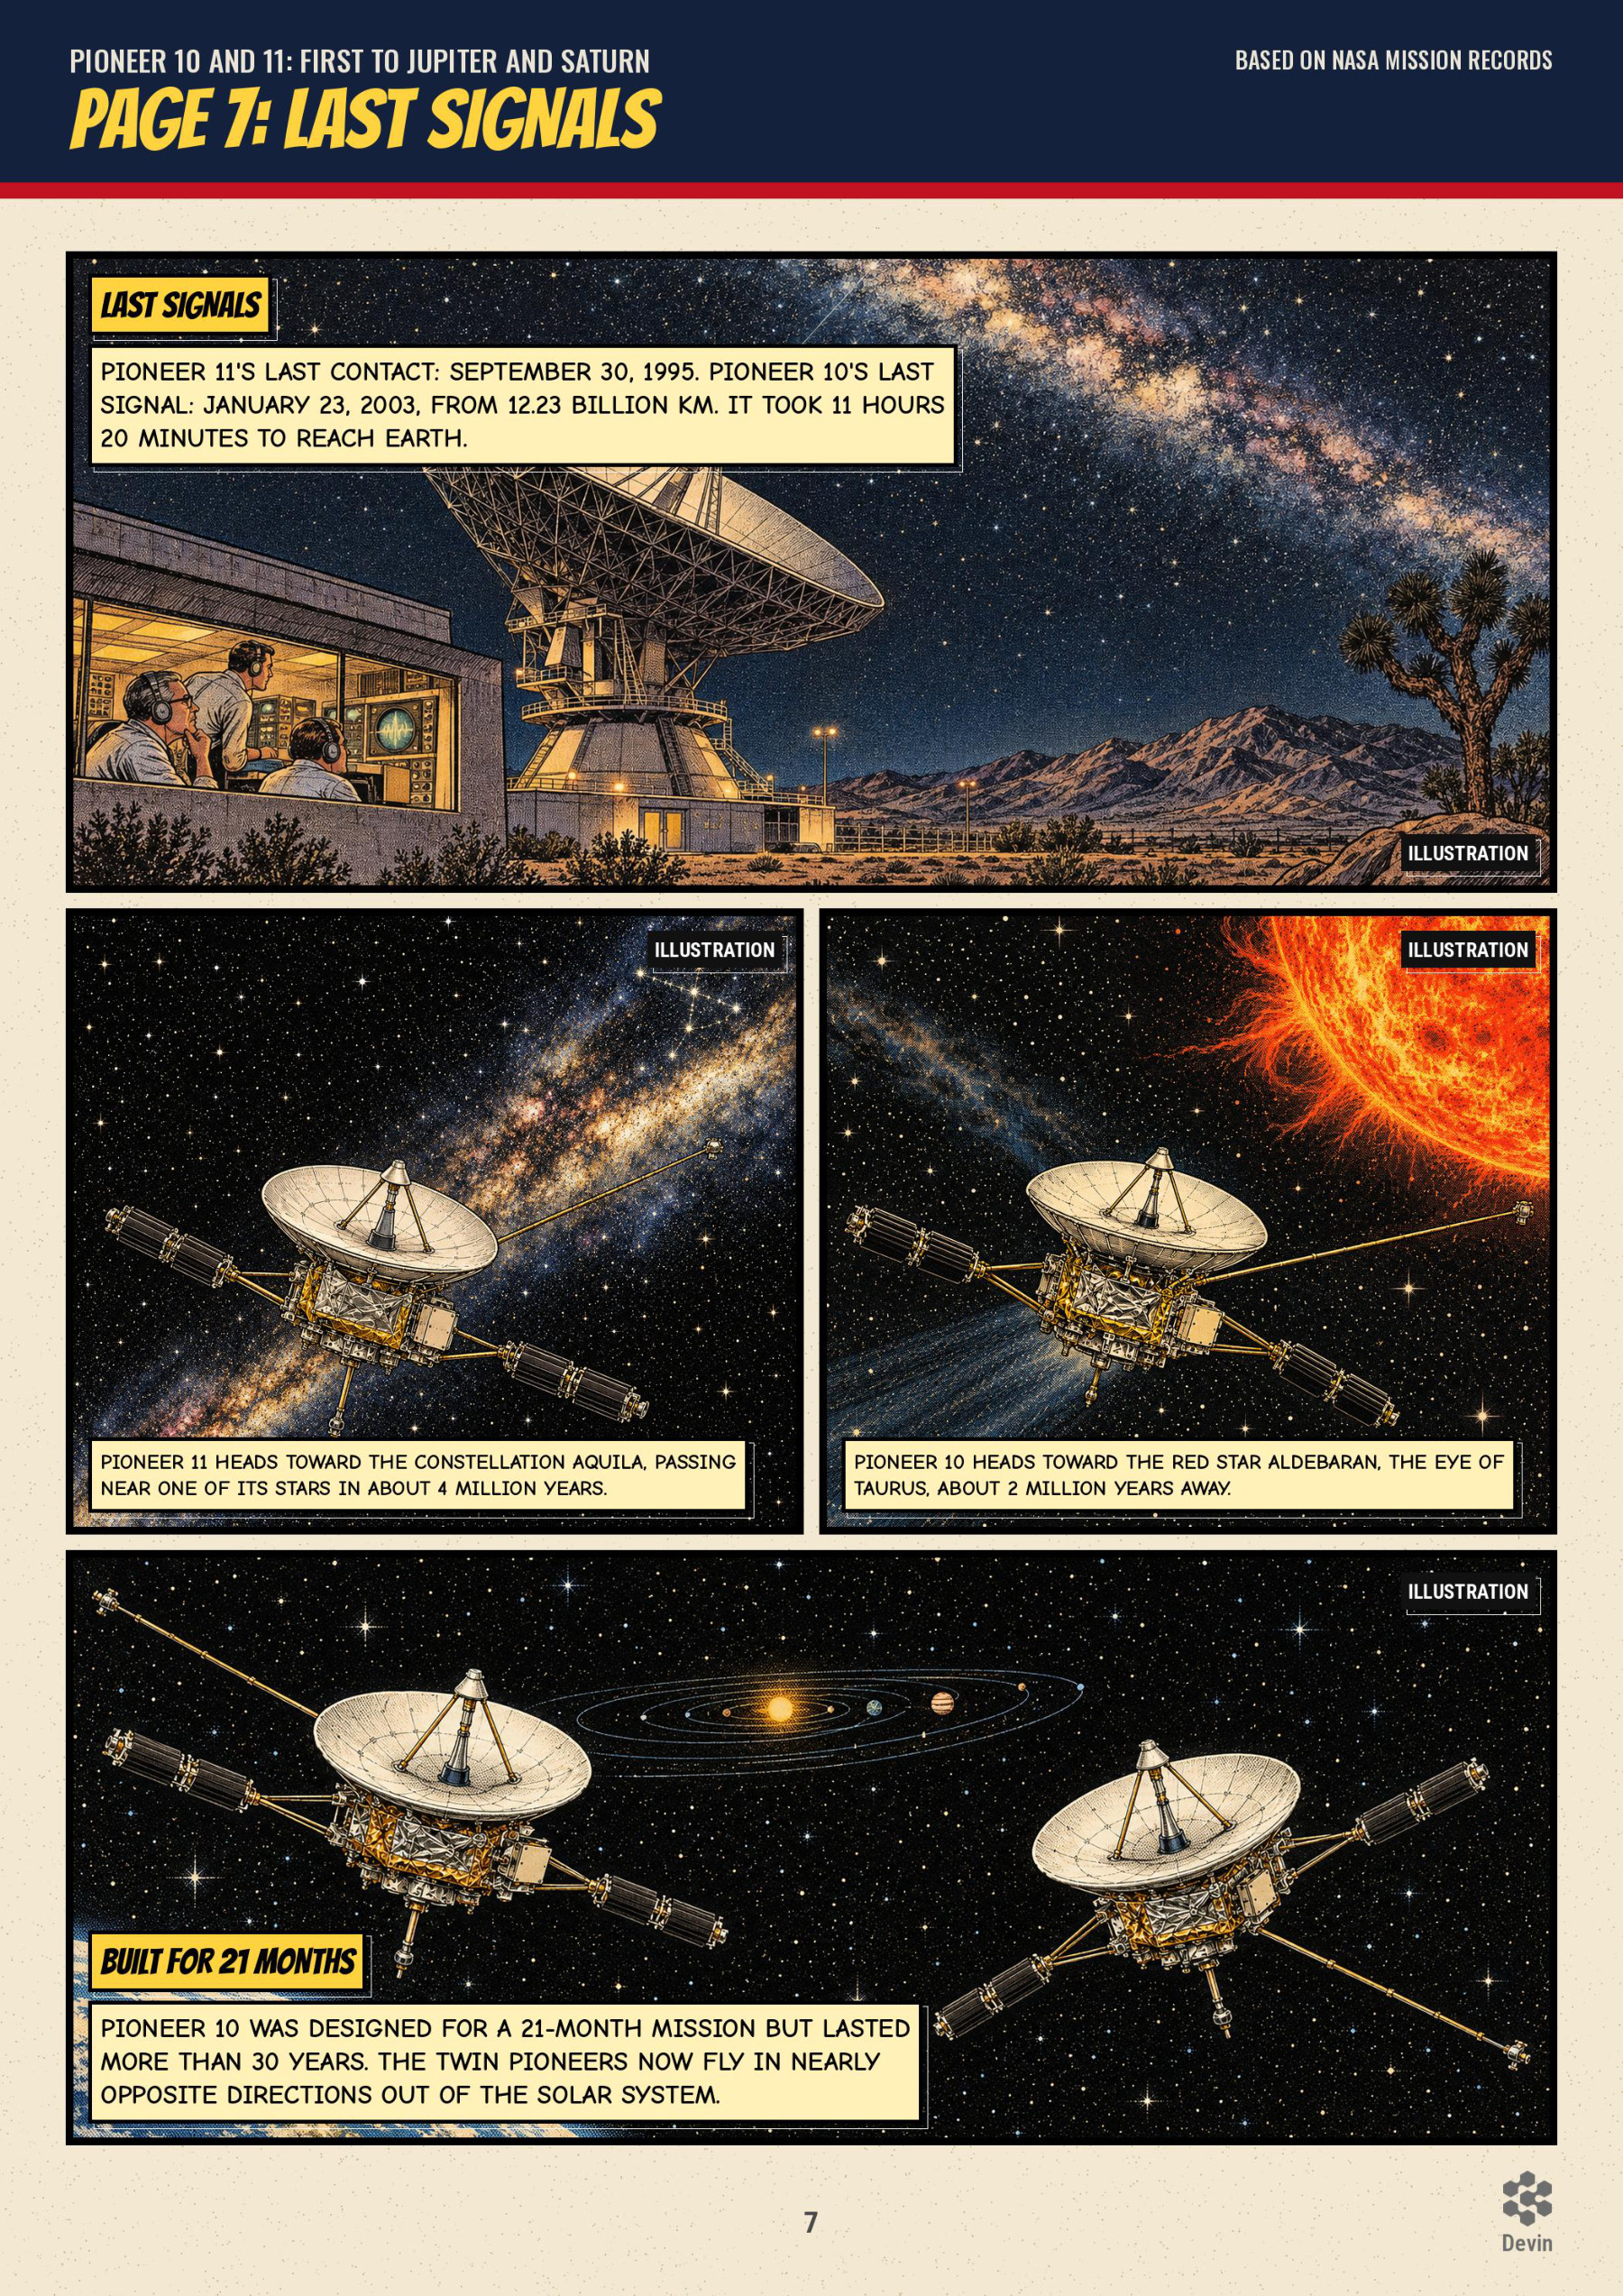 PIONEER 10 AND 11: FIRST TO JUPITER AND SATURN
BASED ON NASA MISSION RECORDS
PAGE 7: LAST SIGNALS
LAST SIGNALS
PIONEER 11'S LAST CONTACT: SEPTEMBER 30, 1995. PIONEER 10'S LAST
SIGNAL: JANUARY 23, 2003, FROM 12.23 BILLION KM. IT TOOK 11 HOURS
20 MINUTES TO REACH EARTH.
ILLUSTRATION
ILLUSTRATION
PIONEER 11 HEADS TOWARD THE CONSTELLATION AQUILA, PASSING
NEAR ONE OF ITS STARS IN ABOUT 4 MILLION YEARS.
ILLUSTRATION
PIONEER 10 HEADS TOWARD THE RED STAR ALDEBARAN, THE EYE OF
TAURUS, ABOUT 2 MILLION YEARS AWAY.
ILLUSTRATION
BUILT FOR 21 MONTHS
PIONEER 10 WAS DESIGNED FOR A 21-MONTH MISSION BUT LASTED
MORE THAN 30 YEARS. THE TWIN PIONEERS NOW FLY IN NEARLY
OPPOSITE DIRECTIONS OUT OF THE SOLAR SYSTEM.
7
Devin